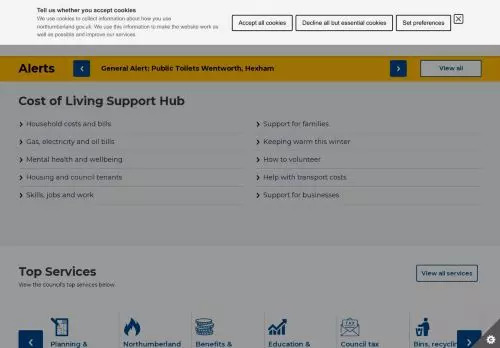 Tell us whether you accept cookies
We use cookies to collect information about how you use
northumberland.gov.uk. We use this information to make the website work as
well as possible and improve our services.
Accept all cookies
Decline all but essential cookies
Set preferences
Alerts
General Alert: Public Toilets Wentworth, Hexham
View all
Cost of Living Support Hub
Household costs and bills
Support for families
Gas, electricity and oil bills
Keeping warm this winter
Mental health and wellbeing
How to volunteer
Housing and council tenants
Help with transport costs
Skills, jobs and work
Support for businesses
Top Services
View the council's top services below
View all services
Planning &
Northumberland
Benefits &
Education &
Council tax
Bins, recycling
TAX